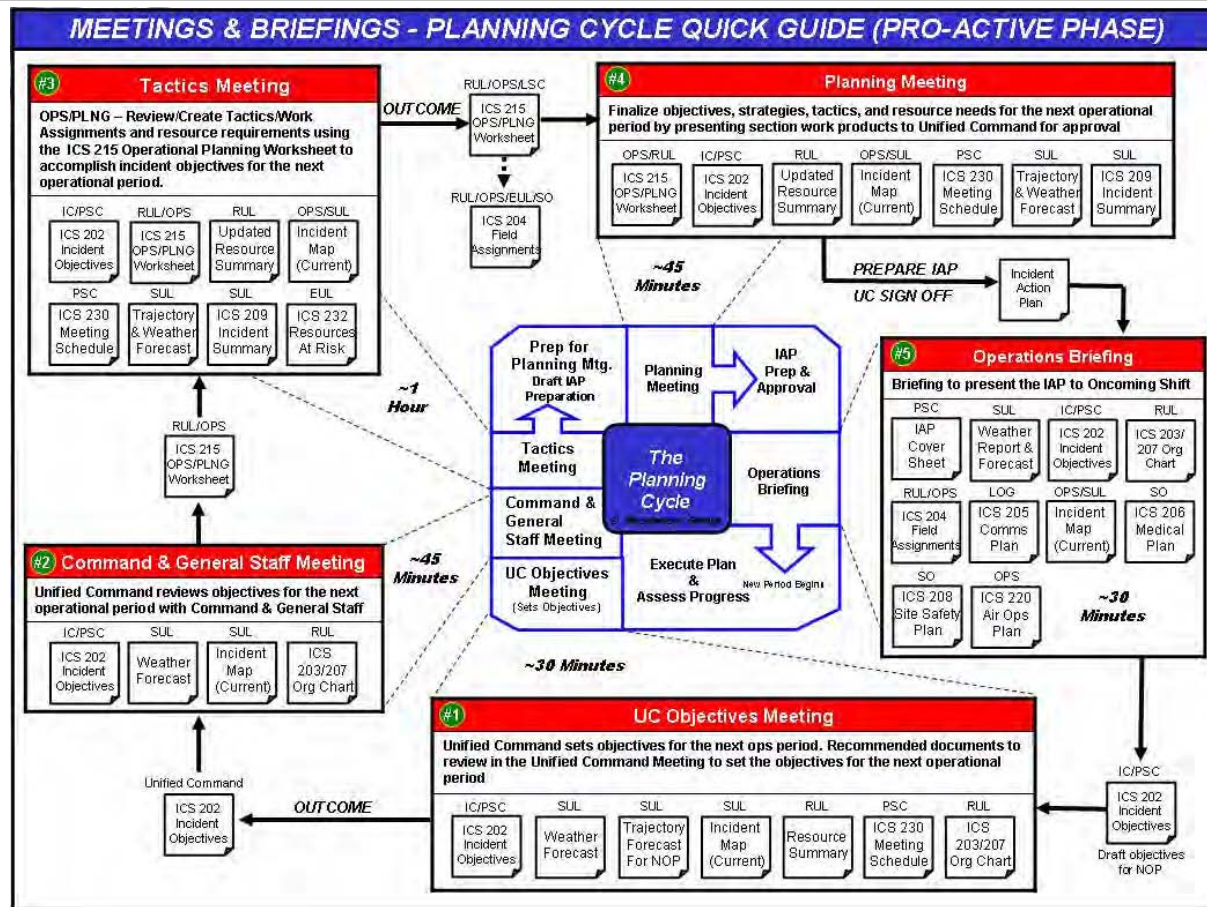 MEETINGS & BRIEFINGS - PLANNING CYCLE QUICK GUIDE (PRO-ACTIVE PHASE)
#3
Tactics Meeting
OPS/PLNG – Review/Create Tactics/Work
Assignments and resource requirements using
the ICS 215 Operational Planning Worksheet to
accomplish incident objectives for the next
operational period.
IC/PSC
ICS 202
Incident
Objectives
RUL/OPS
ICS 215
OPS/PLNG
Worksheet
RUL
Updated
Resource
Summary
OPS/SUL
Incident
Map
(Current)
PSC
ICS 230
Meeting
Schedule
SUL
Trajectory
& Weather
Forecast
SUL
ICS 209
Incident
Summary
EUL
ICS 232
Resources
At Risk
OUTCOME
RUL/OPS/LSC
ICS 215
OPS/PLNG
Worksheet
RUL/OPS/EUL/SO
ICS 204
Field
Assignments
#4
Planning Meeting
Finalize objectives, strategies, tactics, and resource needs for the next operational
period by presenting section work products to Unified Command for approval
OPS/RUL
ICS 215
OPS/PLNG
Worksheet
IC/PSC
ICS 202
Incident
Objectives
RUL
Updated
Resource
Summary
OPS/SUL
Incident
Map
(Current)
PSC
ICS 230
Meeting
Schedule
SUL
Trajectory
& Weather
Forecast
SUL
ICS 209
Incident
Summary
~45
Minutes
PREPARE IAP
UC SIGN OFF
Incident
Action
Plan
#5
Operations Briefing
Briefing to present the IAP to Oncoming Shift
PSC
IAP
Cover
Sheet
SUL
Weather
Report &
Forecast
IC/PSC
ICS 202
Incident
Objectives
RUL
ICS 203/
207 Org
Chart
RUL/OPS
ICS 204
Field
Assignments
LOG
ICS 205
Comms
Plan
OPS/SUL
Incident
Map
(Current)
SO
ICS 206
Medical
Plan
SO
ICS 208
Site Safety
Plan
OPS
ICS 220
Air Ops
Plan
~30
Minutes
~1
Hour
Prep for
Planning Mtg.
Draft IAP
Preparation
Planning
Meeting
IAP
Prep &
Approval
Tactics
Meeting
The
Planning
Cycle
Operations
Briefing
Command &
General
Staff Meeting
UC Objectives
Meeting
(Sets Objectives)
Execute Plan
&
Assess Progress
New Period Begins
RUL/OPS
ICS 215
OPS/PLNG
Worksheet
#2
Command & General Staff Meeting
Unified Command reviews objectives for the next
operational period with Command & General Staff
IC/PSC
ICS 202
Incident
Objectives
SUL
Weather
Forecast
SUL
Incident
Map
(Current)
RUL
ICS
203/207
Org Chart
~45
Minutes
~30 Minutes
#1
UC Objectives Meeting
Unified Command sets objectives for the next ops period. Recommended documents to
review in the Unified Command Meeting to set the objectives for the next operational
period
IC/PSC
ICS 202
Incident
Objectives
SUL
Weather
Forecast
SUL
Trajectory
Forecast
For NOP
SUL
Incident
Map
(Current)
RUL
Resource
Summary
PSC
ICS 230
Meeting
Schedule
RUL
ICS
203/207
Org Chart
OUTCOME
Unified Command
ICS 202
Incident
Objectives
IC/PSC
ICS 202
Incident
Objectives
Draft objectives
for NOP